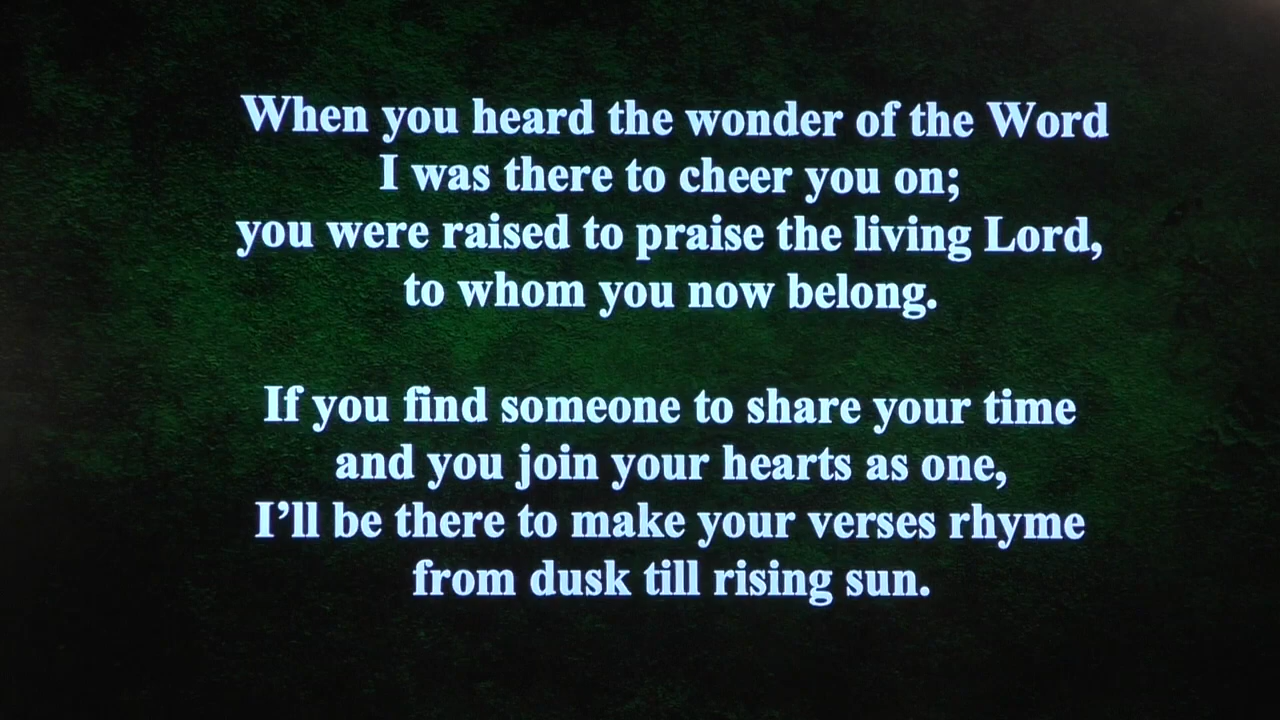 When you heard the wonder of the Word
I was there to cheer you on;
you were raised to praise the living Lord,
to whom you now belong.
If you find someone to share your time
and you join your hearts as one,
I’ll be there to make your verses rhyme
from dusk till rising sun.